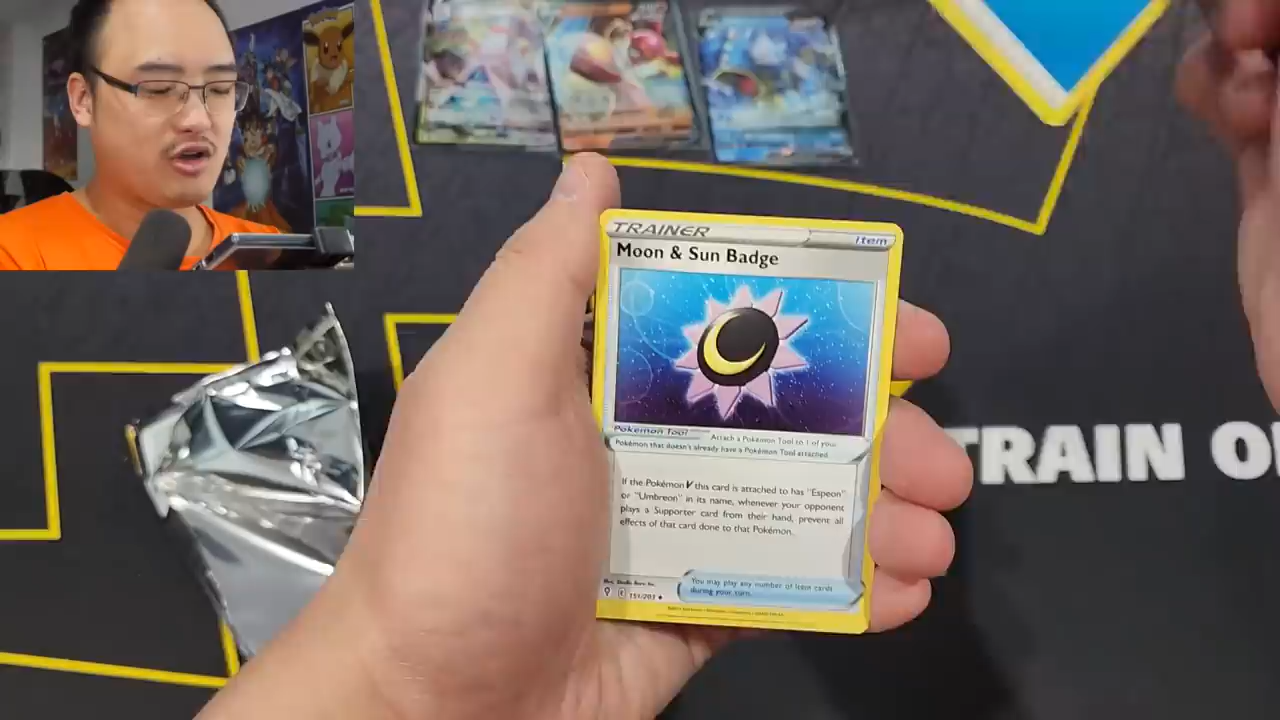 TRAINER
Item
Moon & Sun Badge
Pokémon Tool
Attach a Pokémon Tool to 1 of your
Pokémon that doesn't already have a Pokémon Tool attached.
If the Pokémon V this card is attached to has "Espeon"
or "Umbreon" in its name, whenever your opponent
plays a Supporter card from their hand, prevent all
effects of that card done to that Pokémon.
TRAIN O
You may play any number of Item cards
during your turn.
151/203